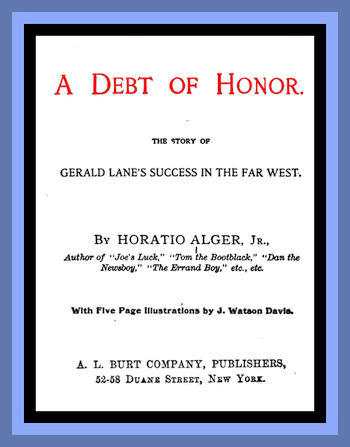 A DEBT OF HONOR.
THE STORY OF
GERALD LANE'S SUCCESS IN THE FAR WEST.
BY HORATIO ALGER, JR.,
Author of "Joe's Luck," "Tom the Bootblack," "Dan the
Newsboy," "The Errand Boy," etc., etc.
With Five Page Illustrations by J. Watson Davis.
A. L. BURT COMPANY, PUBLISHERS,
52-58 DUANE STREET, NEW YORK.